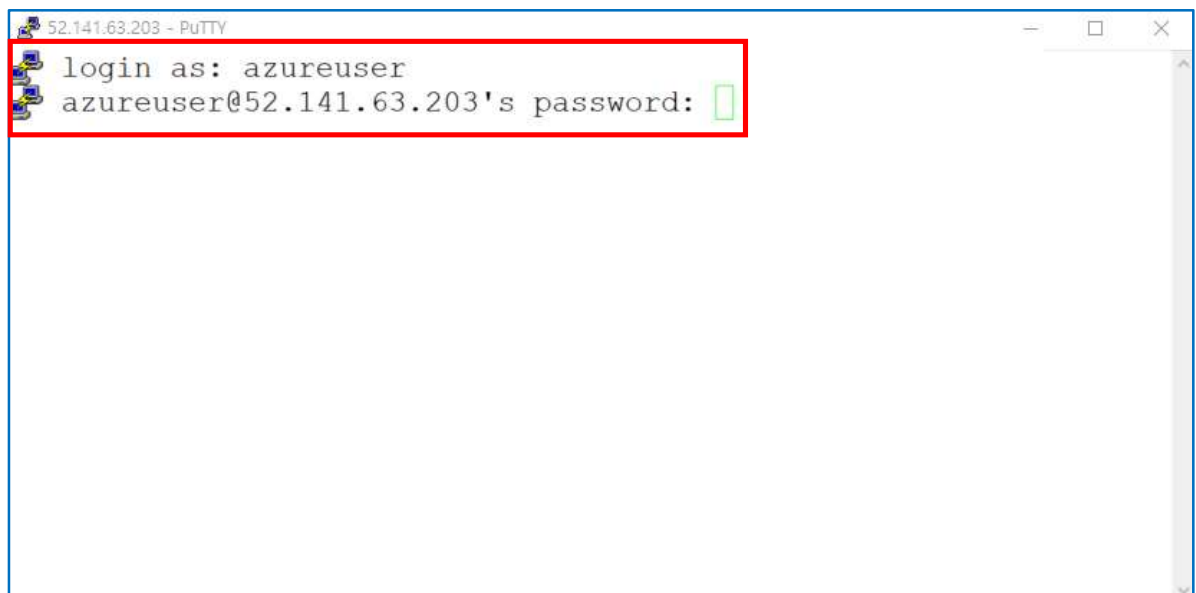 52.141.63.203 - PuTTY
login as: azureuser
azureuser@52.141.63.203's password: